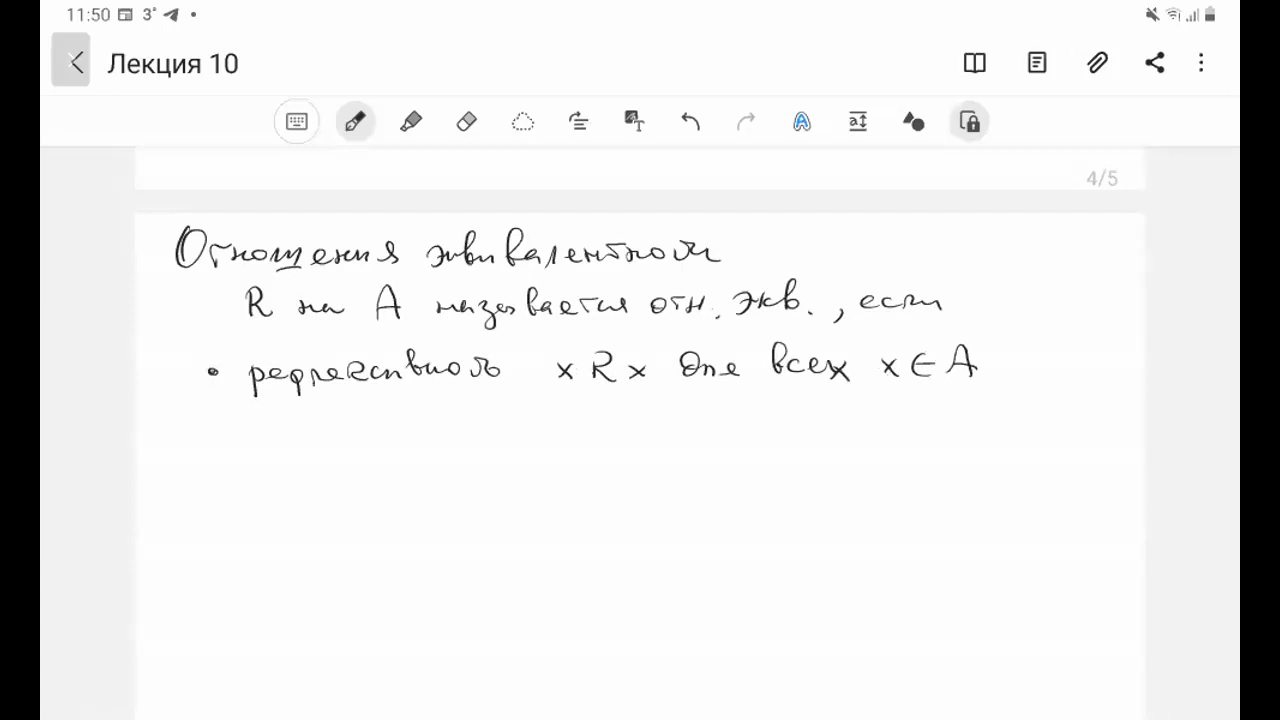 11:50 3°
Лекция 10
4/5
Отношения эквивалентности
R на A называется отн. экв., если
• рефлексивность x R x для всех x ∈ A